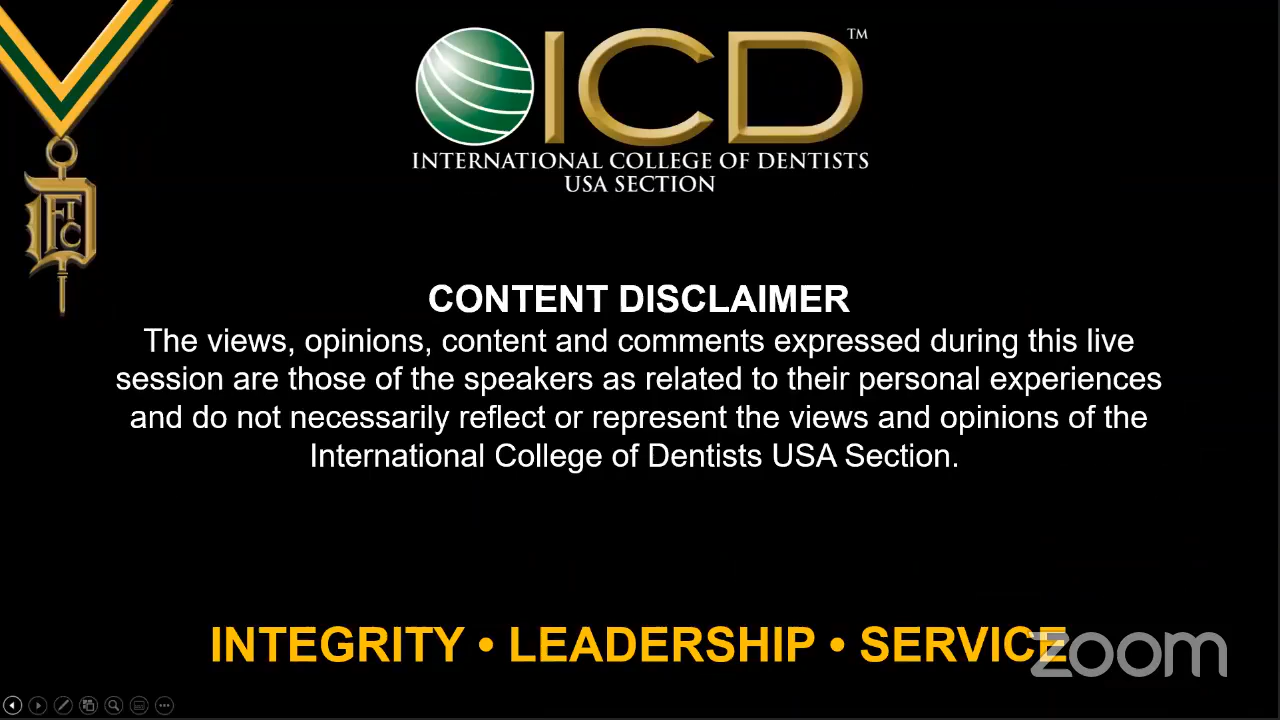 ICD™
INTERNATIONAL COLLEGE OF DENTISTS
USA SECTION
CONTENT DISCLAIMER
The views, opinions, content and comments expressed during this live
session are those of the speakers as related to their personal experiences
and do not necessarily reflect or represent the views and opinions of the
International College of Dentists USA Section.
INTEGRITY • LEADERSHIP • SERVICE
zoom